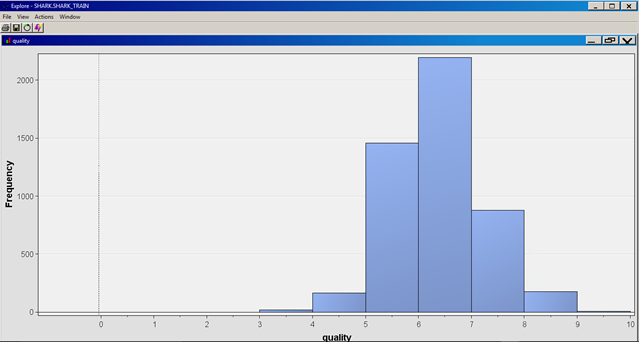 Explore - SHARK.SHARK_TRAIN
File View Actions Window
quality
2000
1500
1000
500
0
Frequency
0 1 2 3 4 5 6 7 8 9 10
quality